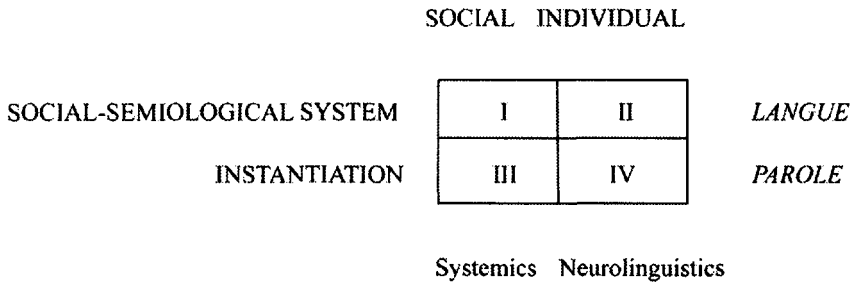 SOCIAL INDIVIDUAL
SOCIAL-SEMIOLOGICAL SYSTEM I II LANGUE
INSTANTIATION III IV PAROLE
Systemics Neurolinguistics